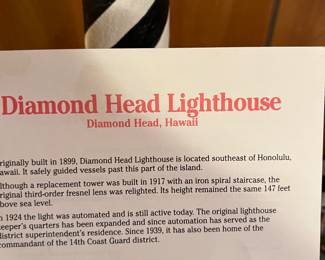 Diamond Head Lighthouse
Diamond Head, Hawaii
riginally built in 1899, Diamond Head Lighthouse is located southeast of Honolulu,
awaii. It safely guided vessels past this part of the island.
lthough a replacement tower was built in 1917 with an iron spiral staircase, the
riginal third-order fresnel lens was relighted. Its height remained the same 147 feet
bove sea level.
n 1924 the light was automated and is still active today. The original lighthouse
eeper's quarters has been expanded and since automation has served as the
istrict superintendent's residence. Since 1939, it has also been home of the
ommandant of the 14th Coast Guard district.